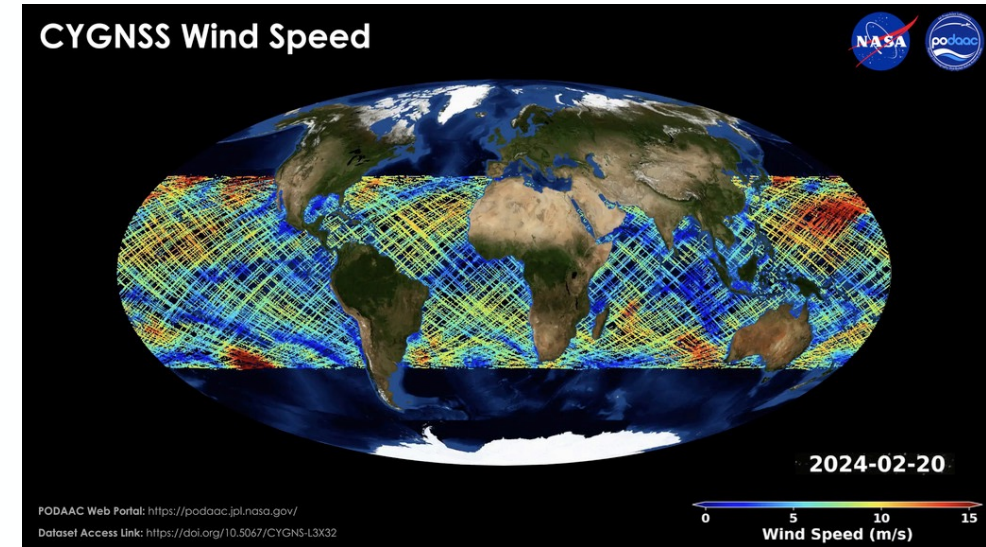 CYGNSS Wind Speed
NASA
podaac
2024-02-20
PODAAC Web Portal: https://podaac.jpl.nasa.gov/
Dataset Access Link: https://doi.org/10.5067/CYGNS-L3X32
0 5 10 15
Wind Speed (m/s)